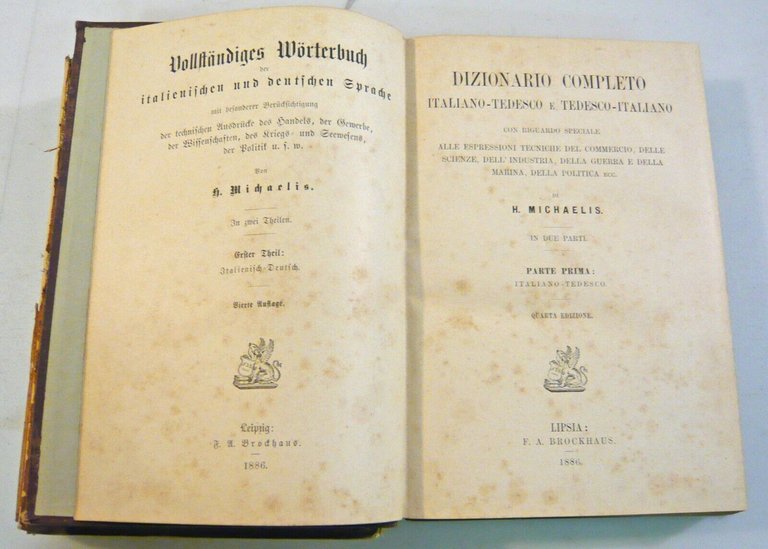 Vollständiges Wörterbuch
der
italienischen und deutschen Sprache
mit besonderer Berücksichtigung
der technischen Ausdrücke des Handels, der Gewerbe,
der Wissenschaften, des Kriegs- und Seewesens,
der Politik u. s. w.
Von
H. Michaelis.
In zwei Theilen.
Erster Theil:
Italienisch-Deutsch.
Vierte Auflage.
Leipzig:
F. A. Brockhaus.
1886.
DIZIONARIO COMPLETO
ITALIANO-TEDESCO E TEDESCO-ITALIANO
CON RIGUARDO SPECIALE
ALLE ESPRESSIONI TECNICHE DEL COMMERCIO, DELLE
SCIENZE, DELL'INDUSTRIA, DELLA GUERRA E DELLA
MARINA, DELLA POLITICA ECC.
DI
H. MICHAELIS.
IN DUE PARTI.
PARTE PRIMA:
ITALIANO-TEDESCO.
QUARTA EDIZIONE.
LIPSIA:
F. A. BROCKHAUS.
1886.